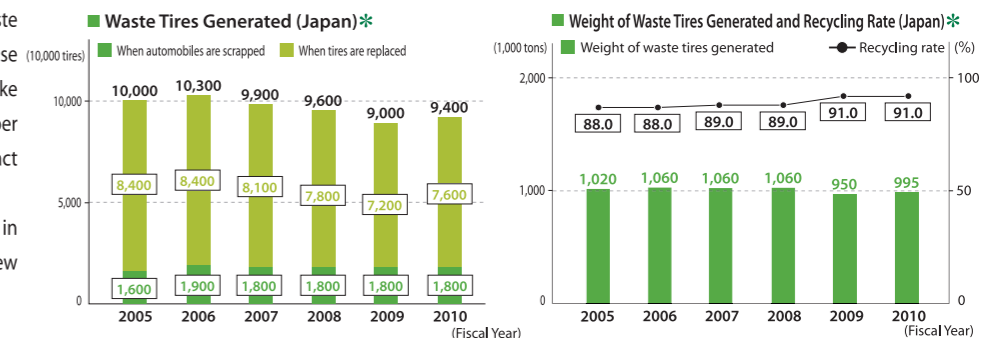 ste
se
ke
per
act
in
ew
Waste Tires Generated (Japan)*
(10,000 tires)
When automobiles are scrapped When tires are replaced
10,000 10,300 9,900 9,600 9,000 9,400
10,000
8,400 8,400 8,100 7,800 7,200 7,600
5,000
1,600 1,900 1,800 1,800 1,800 1,800
0
2005 2006 2007 2008 2009 2010
(Fiscal Year)
Weight of Waste Tires Generated and Recycling Rate (Japan)*
(1,000 tons) Weight of waste tires generated Recycling rate (%)
2,000 100
88.0 88.0 89.0 89.0 91.0 91.0
1,020 1,060 1,060 1,060 950 995
1,000 50
0 0
2005 2006 2007 2008 2009 2010
(Fiscal Year)